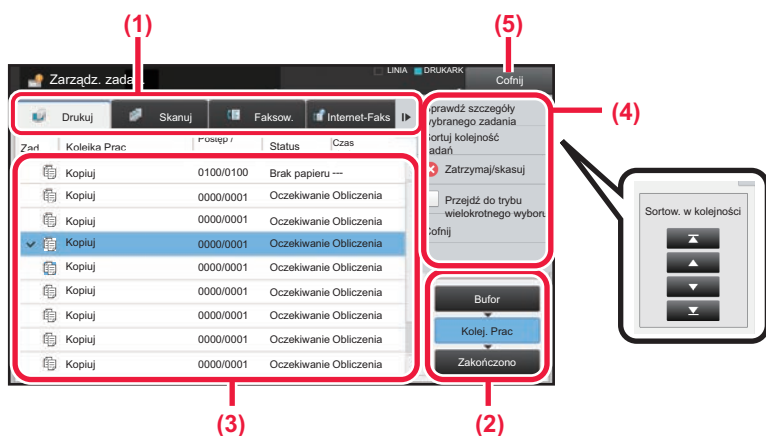 (1)
(5)
LINIA DRUKARK
Zarządz. zada
Cofnij
Drukuj Skanuj Faksow. Internet-Faks
Sprawdź szczegóły
wybranego zadania
(4)
Zad Kolejka Prac Postęp / Status Czas
Sortuj kolejność
zadań
Kopiuj 0100/0100 Brak papieru ---
Zatrzymaj/skasuj
Kopiuj 0000/0001 Oczekiwanie Obliczenia
Przejdź do trybu
wielokrotnego wyboru
Kopiuj 0000/0001 Oczekiwanie Obliczenia
Cofnij
Kopiuj 0000/0001 Oczekiwanie Obliczenia
Kopiuj 0000/0001 Oczekiwanie Obliczenia
Kopiuj 0000/0001 Oczekiwanie Obliczenia
Kopiuj 0000/0001 Oczekiwanie Obliczenia
Kopiuj 0000/0001 Oczekiwanie Obliczenia
Kopiuj 0000/0001 Oczekiwanie Obliczenia
Bufor
Kolej. Prac
Zakończono
Sortow. w kolejności
(3)
(2)